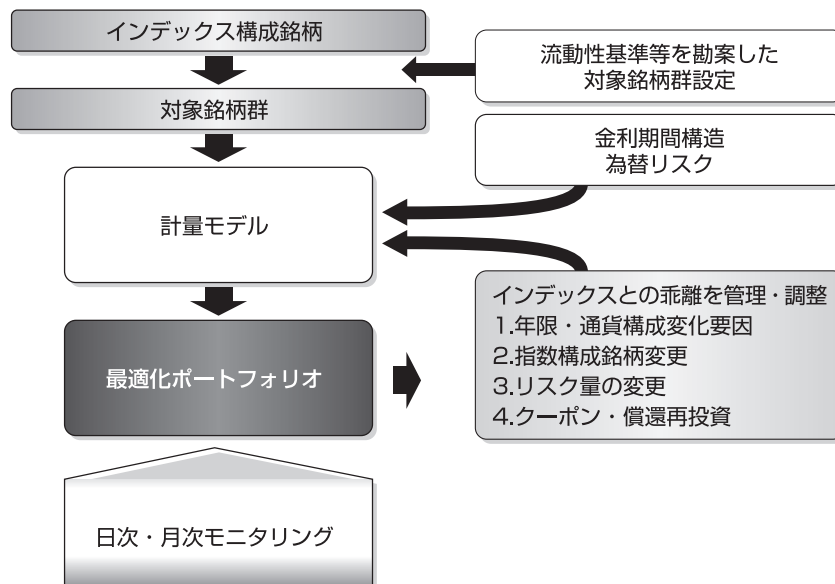 インデックス構成銘柄
流動性基準等を勘案した
対象銘柄群設定
対象銘柄群
金利期間構造
為替リスク
計量モデル
インデックスとの乖離を管理・調整
1.年限・通貨構成変化要因
2.指数構成銘柄変更
3.リスク量の変更
4.クーポン・償還再投資
最適化ポートフォリオ
日次・月次モニタリング